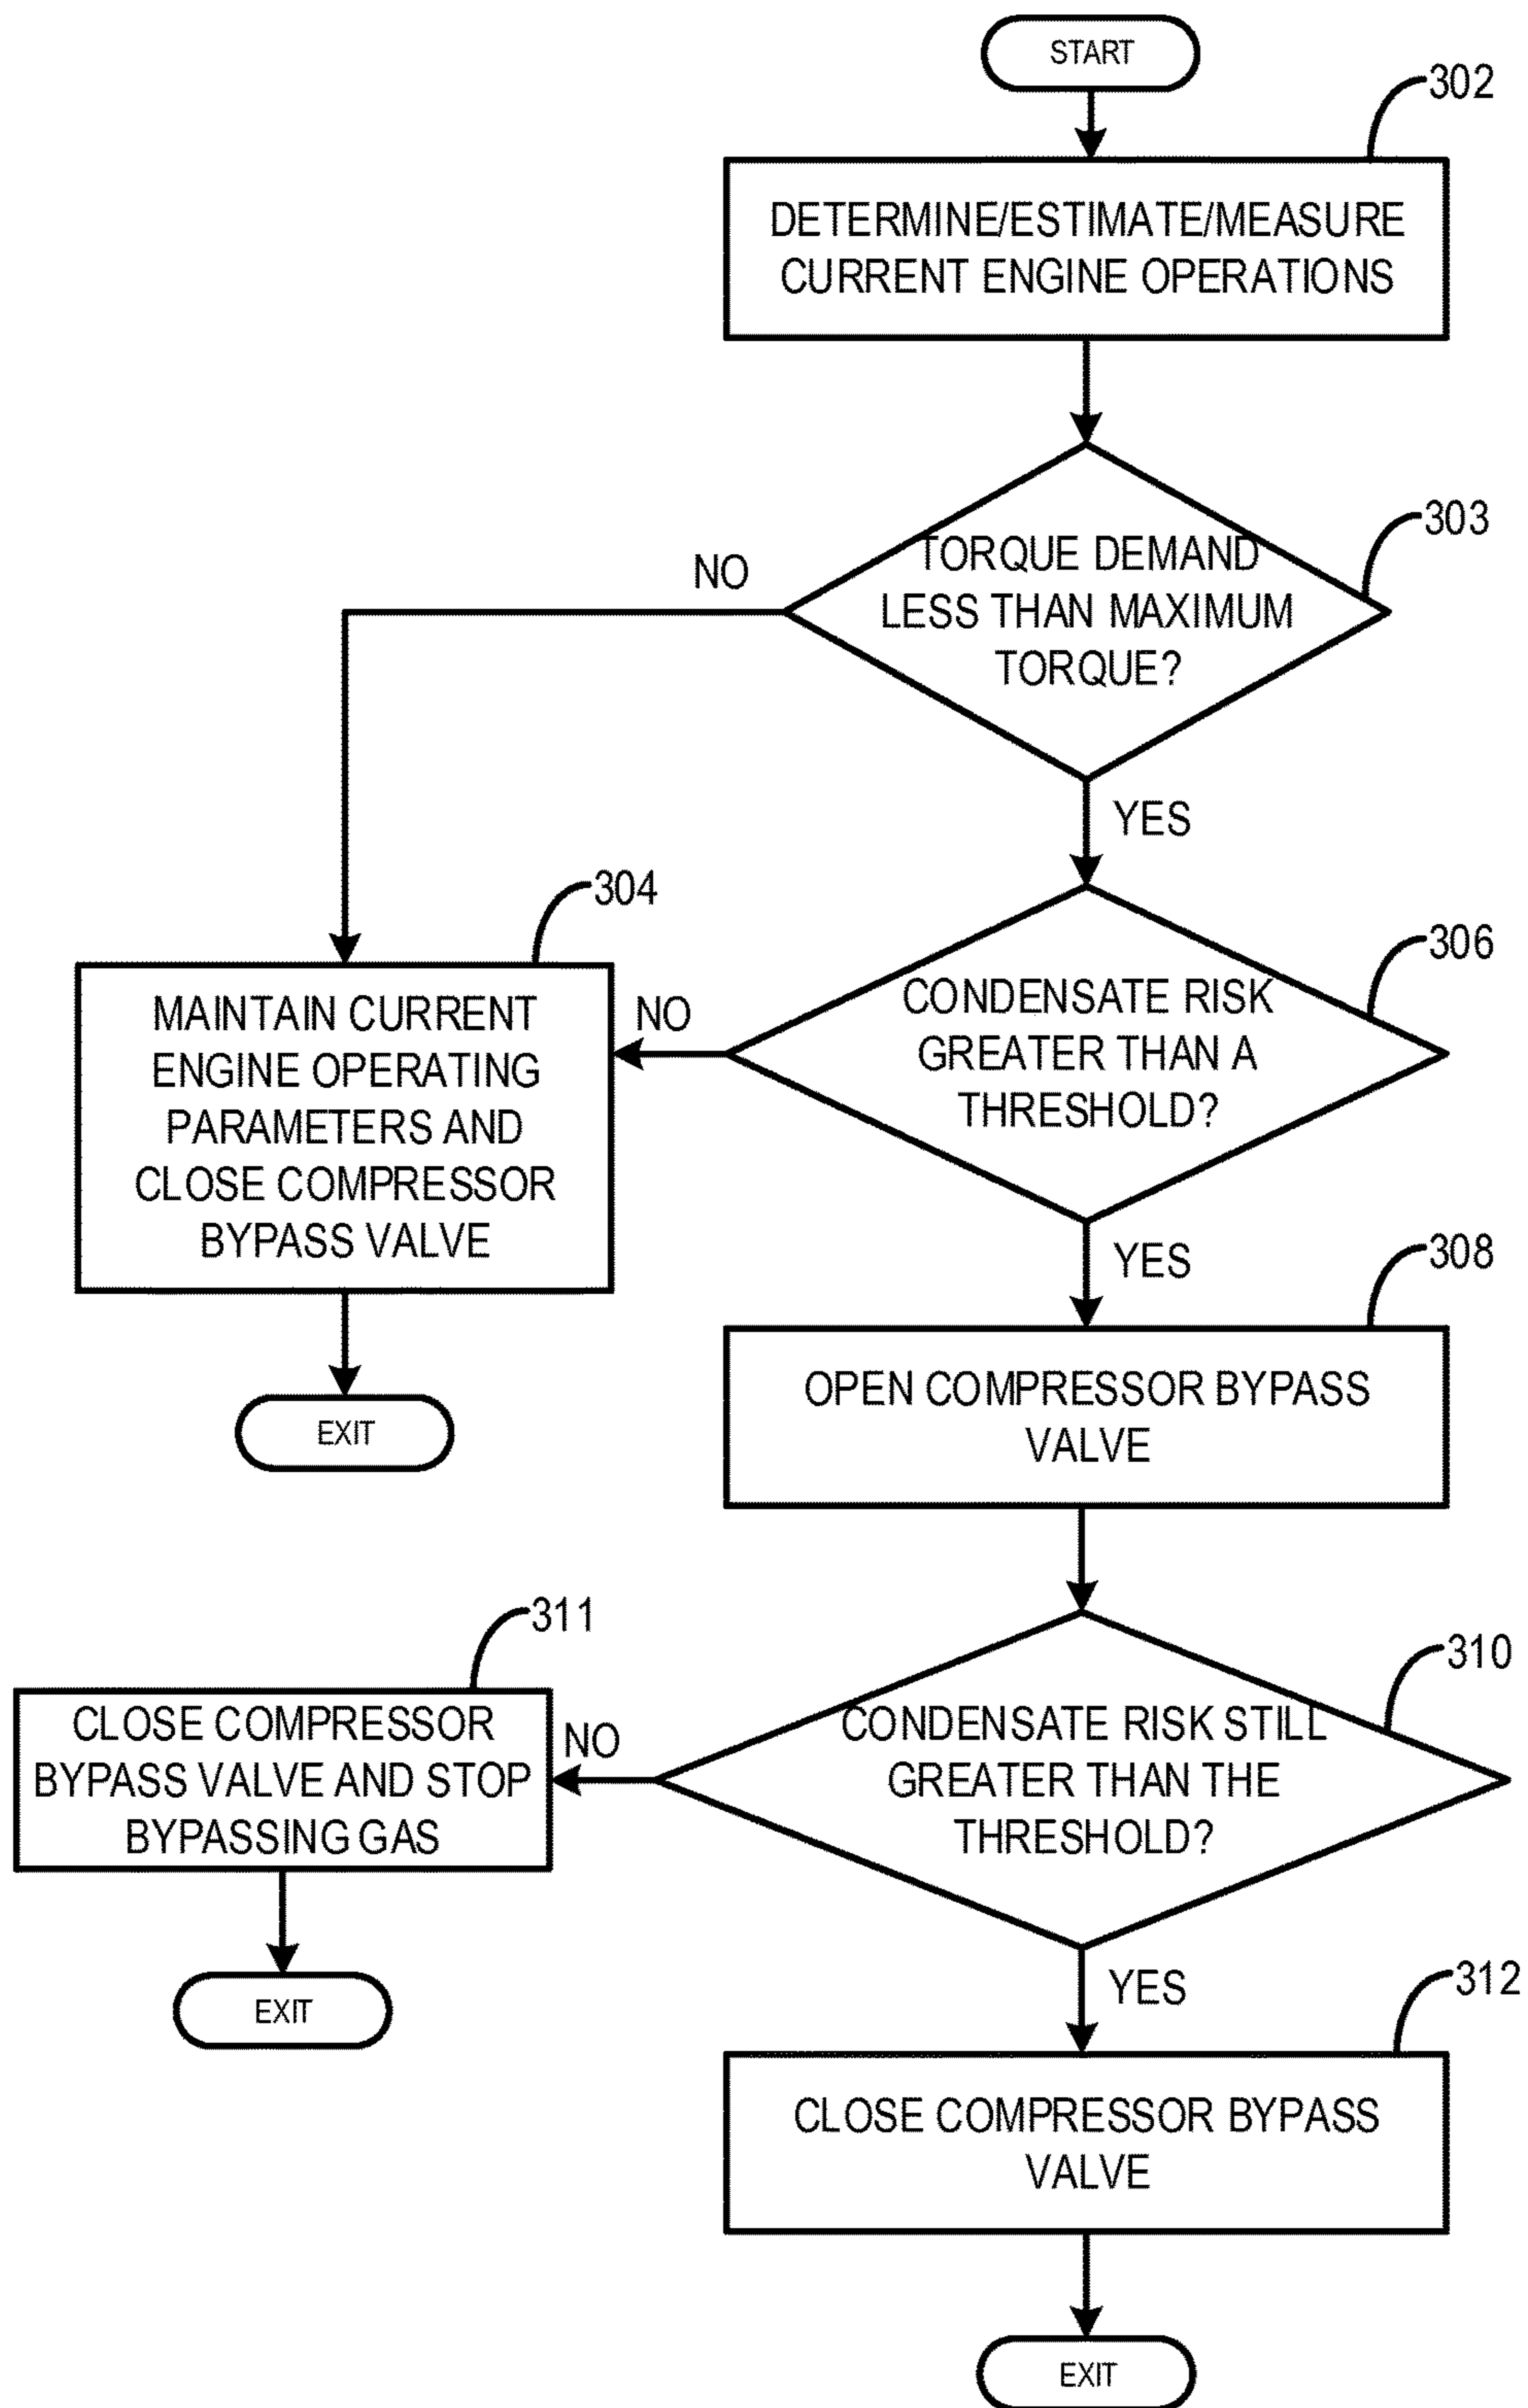 START
302
DETERMINE/ESTIMATE/MEASURE
CURRENT ENGINE OPERATIONS
303
TORQUE DEMAND
LESS THAN MAXIMUM
TORQUE?
NO
YES
304
MAINTAIN CURRENT
ENGINE OPERATING
PARAMETERS AND
CLOSE COMPRESSOR
BYPASS VALVE
EXIT
306
CONDENSATE RISK
GREATER THAN A
THRESHOLD?
NO
YES
308
OPEN COMPRESSOR BYPASS
VALVE
310
CONDENSATE RISK STILL
GREATER THAN THE
THRESHOLD?
NO
311
CLOSE COMPRESSOR
BYPASS VALVE AND STOP
BYPASSING GAS
EXIT
YES
312
CLOSE COMPRESSOR BYPASS
VALVE
EXIT